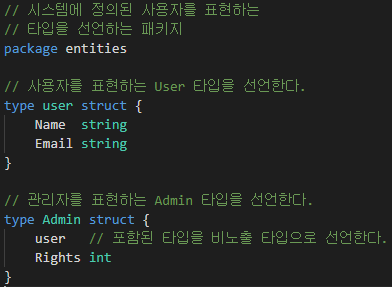 // 시스템에 정의된 사용자를 표현하는
// 타입을 선언하는 패키지
package entities
// 사용자를 표현하는 User 타입을 선언한다.
type user struct {
Name string
Email string
}
// 관리자를 표현하는 Admin 타입을 선언한다.
type Admin struct {
user // 포함된 타입을 비노출 타입으로 선언한다.
Rights int
}